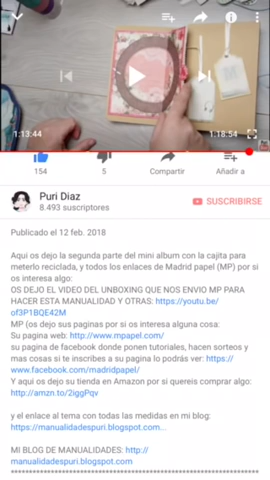 1:13:44
1:18:54
154
5
Compartir
Añadir a
Puri Diaz
8.493 suscriptores
SUSCRIBIRSE
Publicado el 12 feb. 2018
Aqui os dejo la segunda parte del mini album con la cajita para
meterlo reciclada, y todos los enlaces de Madrid papel (MP) por si
os interesa algo:
OS DEJO EL VIDEO DEL UNBOXING QUE NOS ENVIO MP PARA
HACER ESTA MANUALIDAD Y OTRAS: https://youtu.be/
of3P1BQE42M
MP (os dejo sus paginas por si os interesa alguna cosa:
Su pagina web: http://www.mpapel.com/
su pagina de facebook donde ponen tutoriales, hacen sorteos y
mas cosas si te inscribes a su pagina lo podrás ver: https://
www.facebook.com/madridpapel/
Y aqui os dejo su tienda en Amazon por si quereis comprar algo:
http://amzn.to/2iggPqv
y el enlace al tema con todas las medidas en mi blog:
https://manualidadespuri.blogspot.com...
MI BLOG DE MANUALIDADES: http://
manualidadespuri.blogspot.com